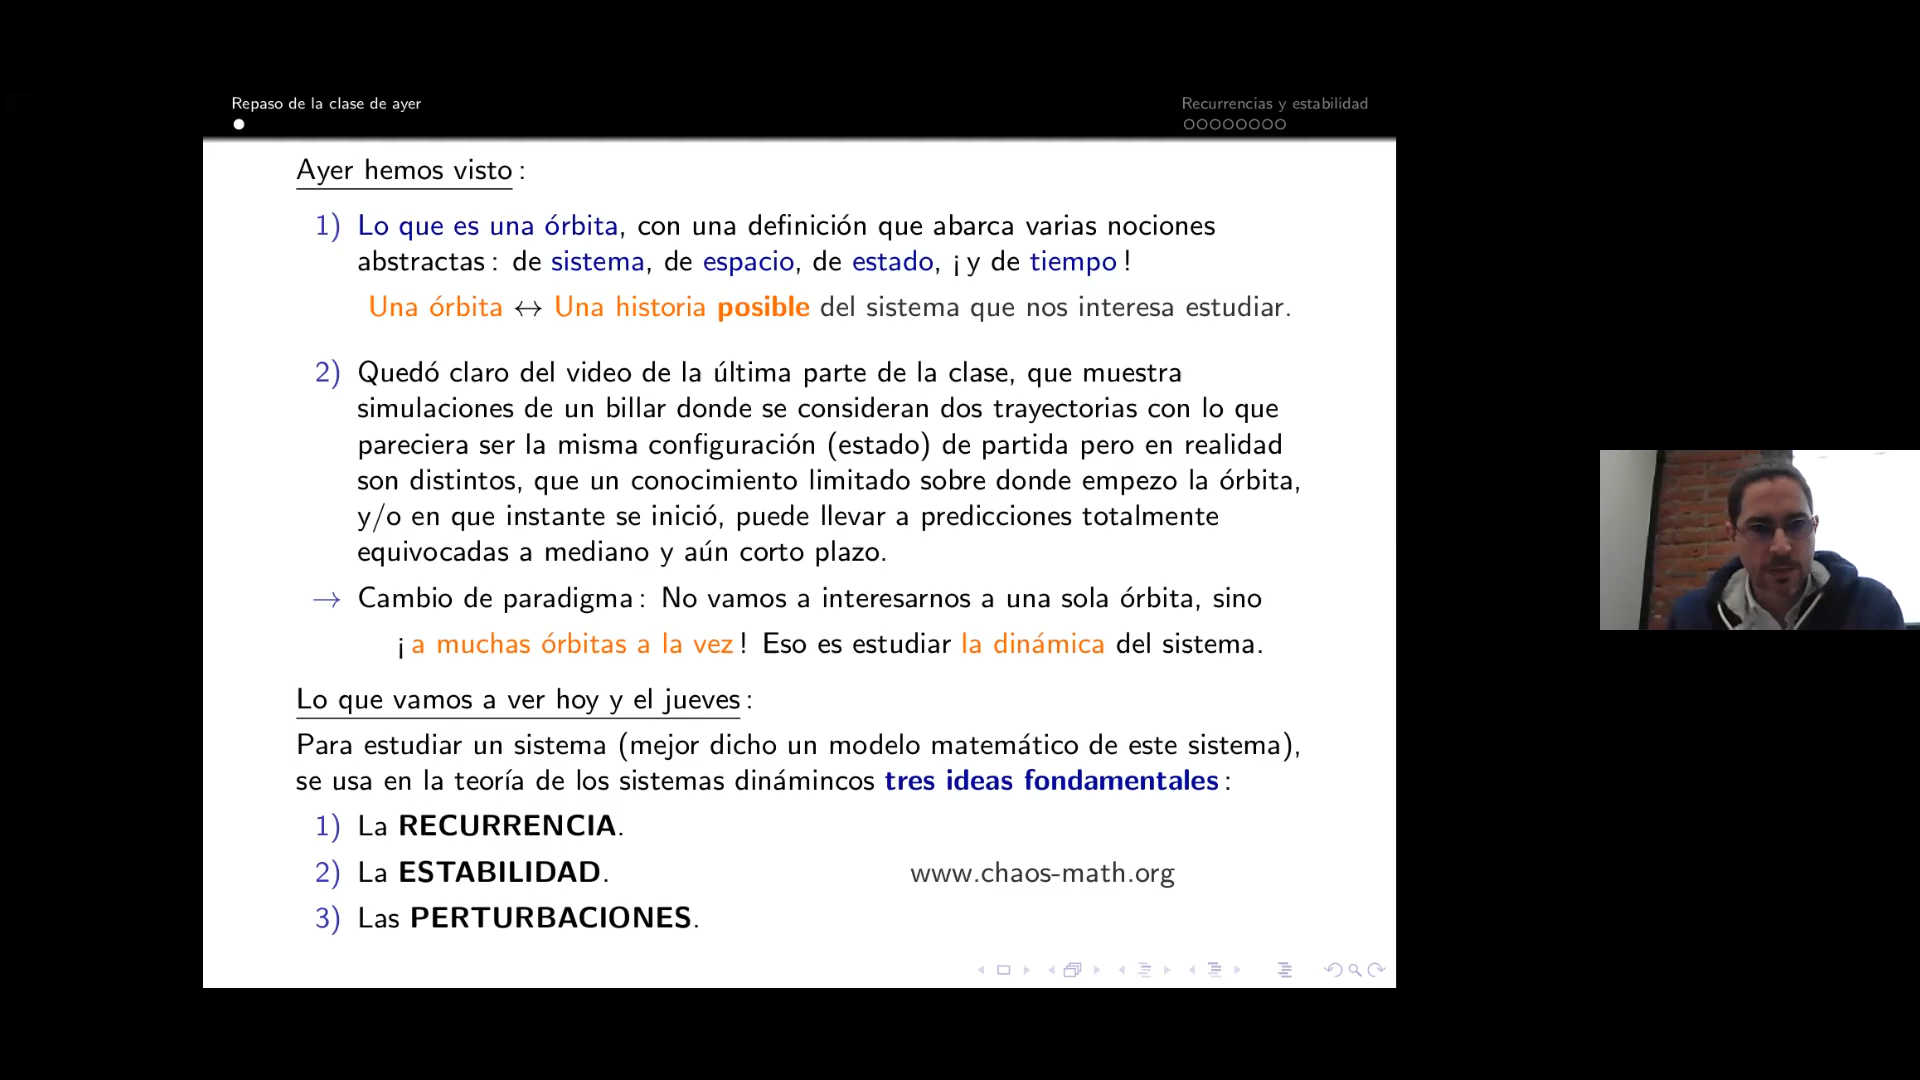 Repaso de la clase de ayer
Recurrencias y estabilidad
Ayer hemos visto :
1) Lo que es una órbita, con una definición que abarca varias nociones
abstractas : de sistema, de espacio, de estado, ¡ y de tiempo !
Una órbita ↔ Una historia posible del sistema que nos interesa estudiar.
2) Quedó claro del video de la última parte de la clase, que muestra
simulaciones de un billar donde se consideran dos trayectorias con lo que
pareciera ser la misma configuración (estado) de partida pero en realidad
son distintos, que un conocimiento limitado sobre donde empezo la órbita,
y/o en que instante se inició, puede llevar a predicciones totalmente
equivocadas a mediano y aún corto plazo.
→ Cambio de paradigma : No vamos a interesarnos a una sola órbita, sino
¡ a muchas órbitas a la vez ! Eso es estudiar la dinámica del sistema.
Lo que vamos a ver hoy y el jueves :
Para estudiar un sistema (mejor dicho un modelo matemático de este sistema),
se usa en la teoría de los sistemas dinámincos tres ideas fondamentales :
1) La RECURRENCIA.
2) La ESTABILIDAD.
www.chaos-math.org
3) Las PERTURBACIONES.